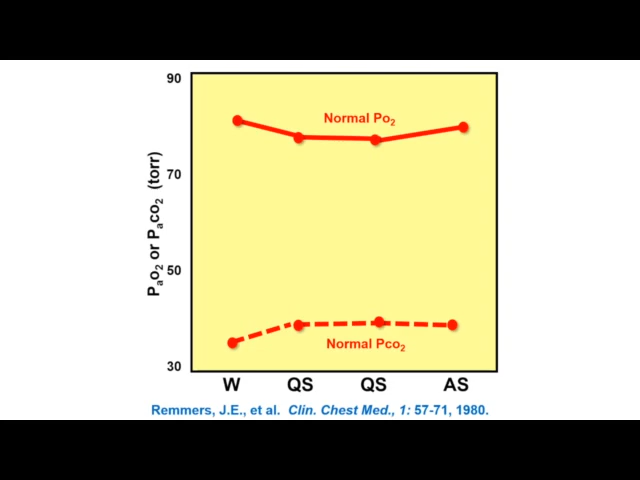 90
Normal Po2
70
PaO2 or PaCO2 (torr)
50
Normal Pco2
30
W QS QS AS
Remmers, J.E., et al. Clin. Chest Med., 1: 57-71, 1980.